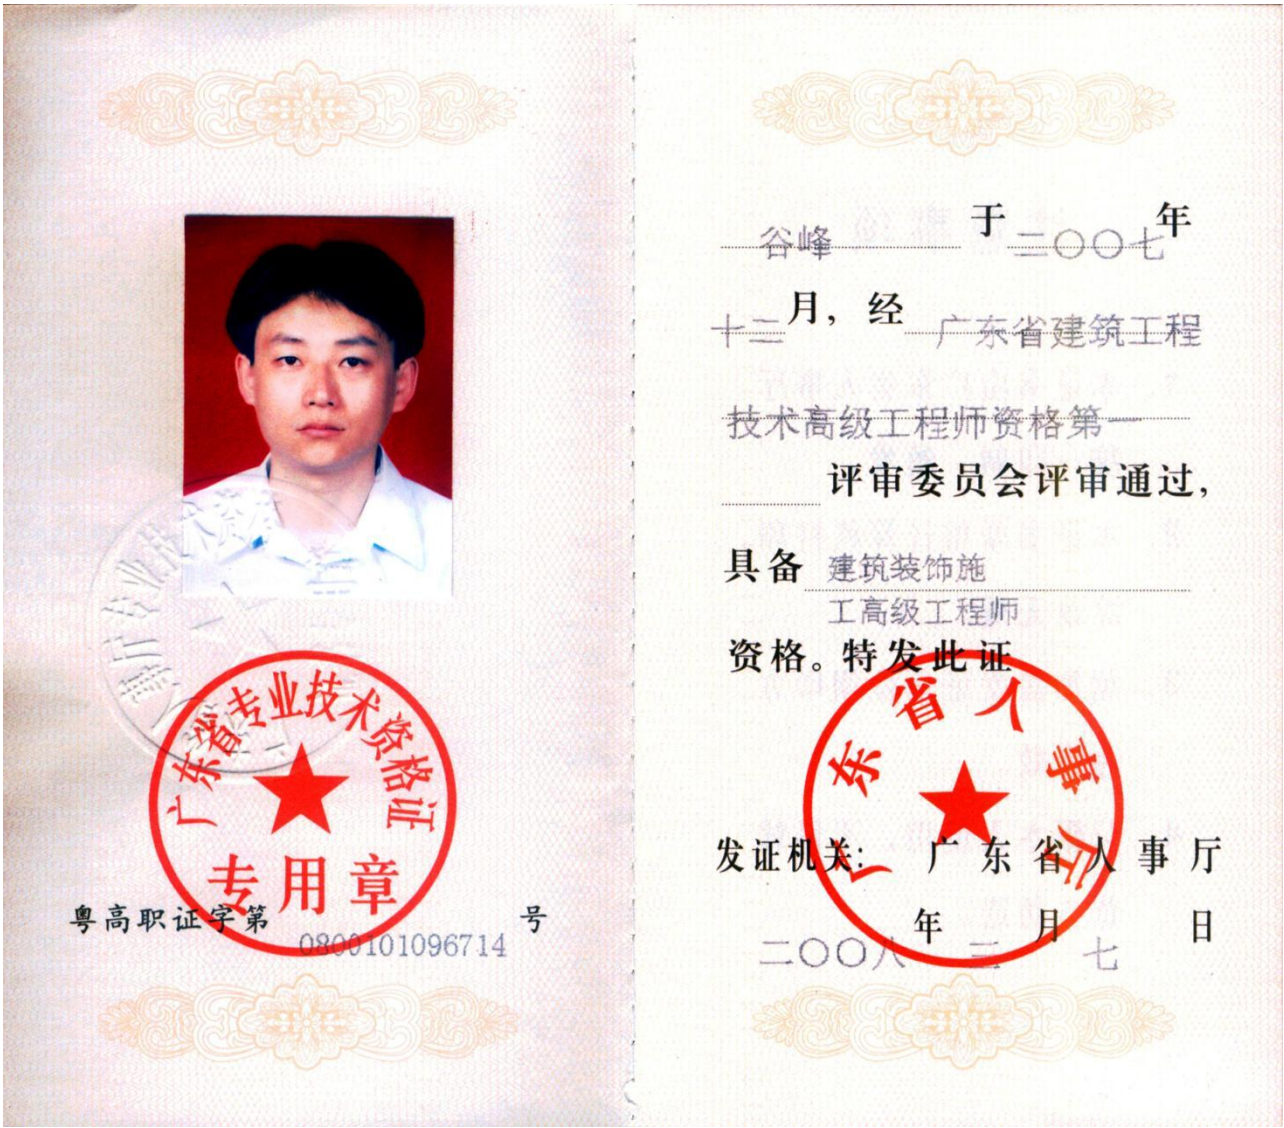 广东省专业技术资格证
专用章
粤高职证字第 0800101096714 号
谷峰 于 二〇〇七 年
十二 月，经 广东省建筑工程
技术高级工程师资格第一
评审委员会评审通过，
具备 建筑装饰施
工高级工程师
资格。特发此证
广东省人事厅
发证机关： 广东省人事厅
二〇〇八 年 三 月 七 日